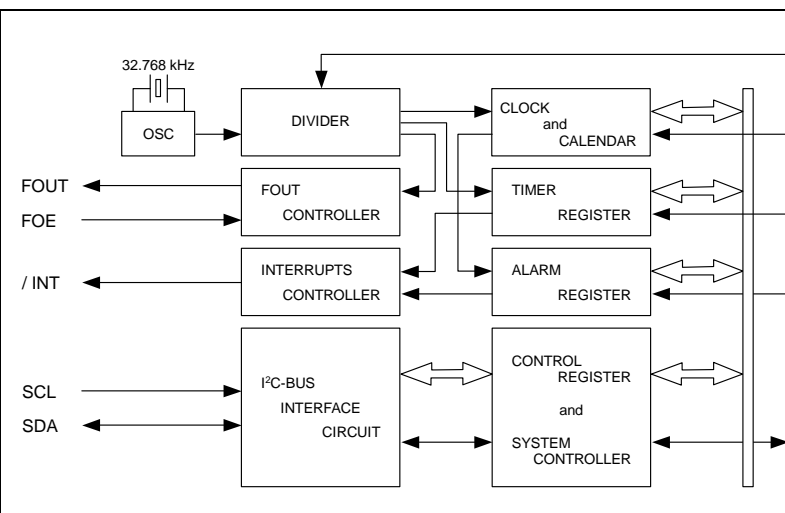 32.768 kHz
OSC
DIVIDER
CLOCK
and
CALENDAR
FOUT
FOE
FOUT
CONTROLLER
TIMER
REGISTER
/ INT
INTERRUPTS
CONTROLLER
ALARM
REGISTER
SCL
SDA
I²C-BUS
INTERFACE
CIRCUIT
CONTROL
REGISTER
and
SYSTEM
CONTROLLER